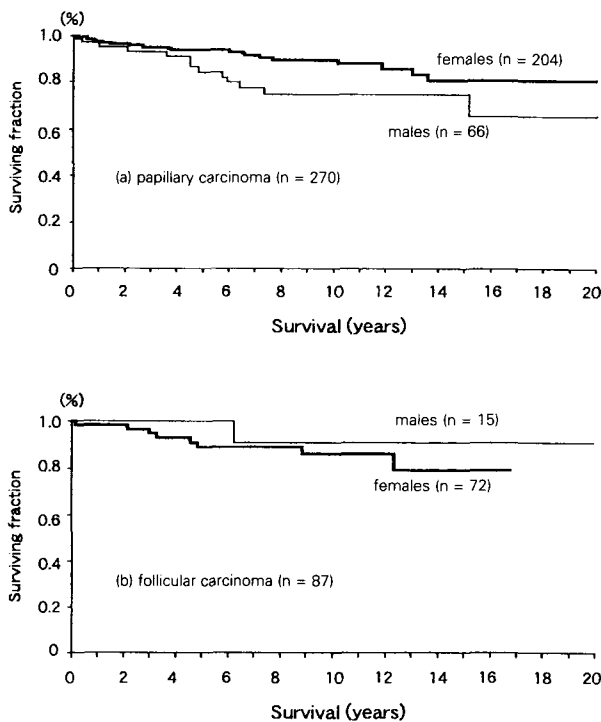 (%)
1.0
0.8
0.6
0.4
0.2
0
Surviving fraction
females (n = 204)
males (n = 66)
(a) papillary carcinoma (n = 270)
0 2 4 6 8 10 12 14 16 18 20
Survival (years)
(%)
1.0
0.8
0.6
0.4
0.2
Surviving fraction
males (n = 15)
females (n = 72)
(b) follicular carcinoma (n = 87)
0 2 4 6 8 10 12 14 16 18 20
Survival (years)